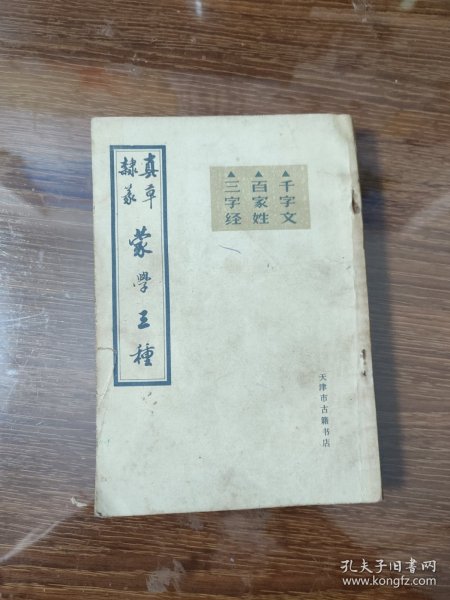 真草
隸篆
蒙學三種
▲千字文
▲百家姓
▲三字经
天津市古籍书店
孔夫子旧书网
www.kongfz.com